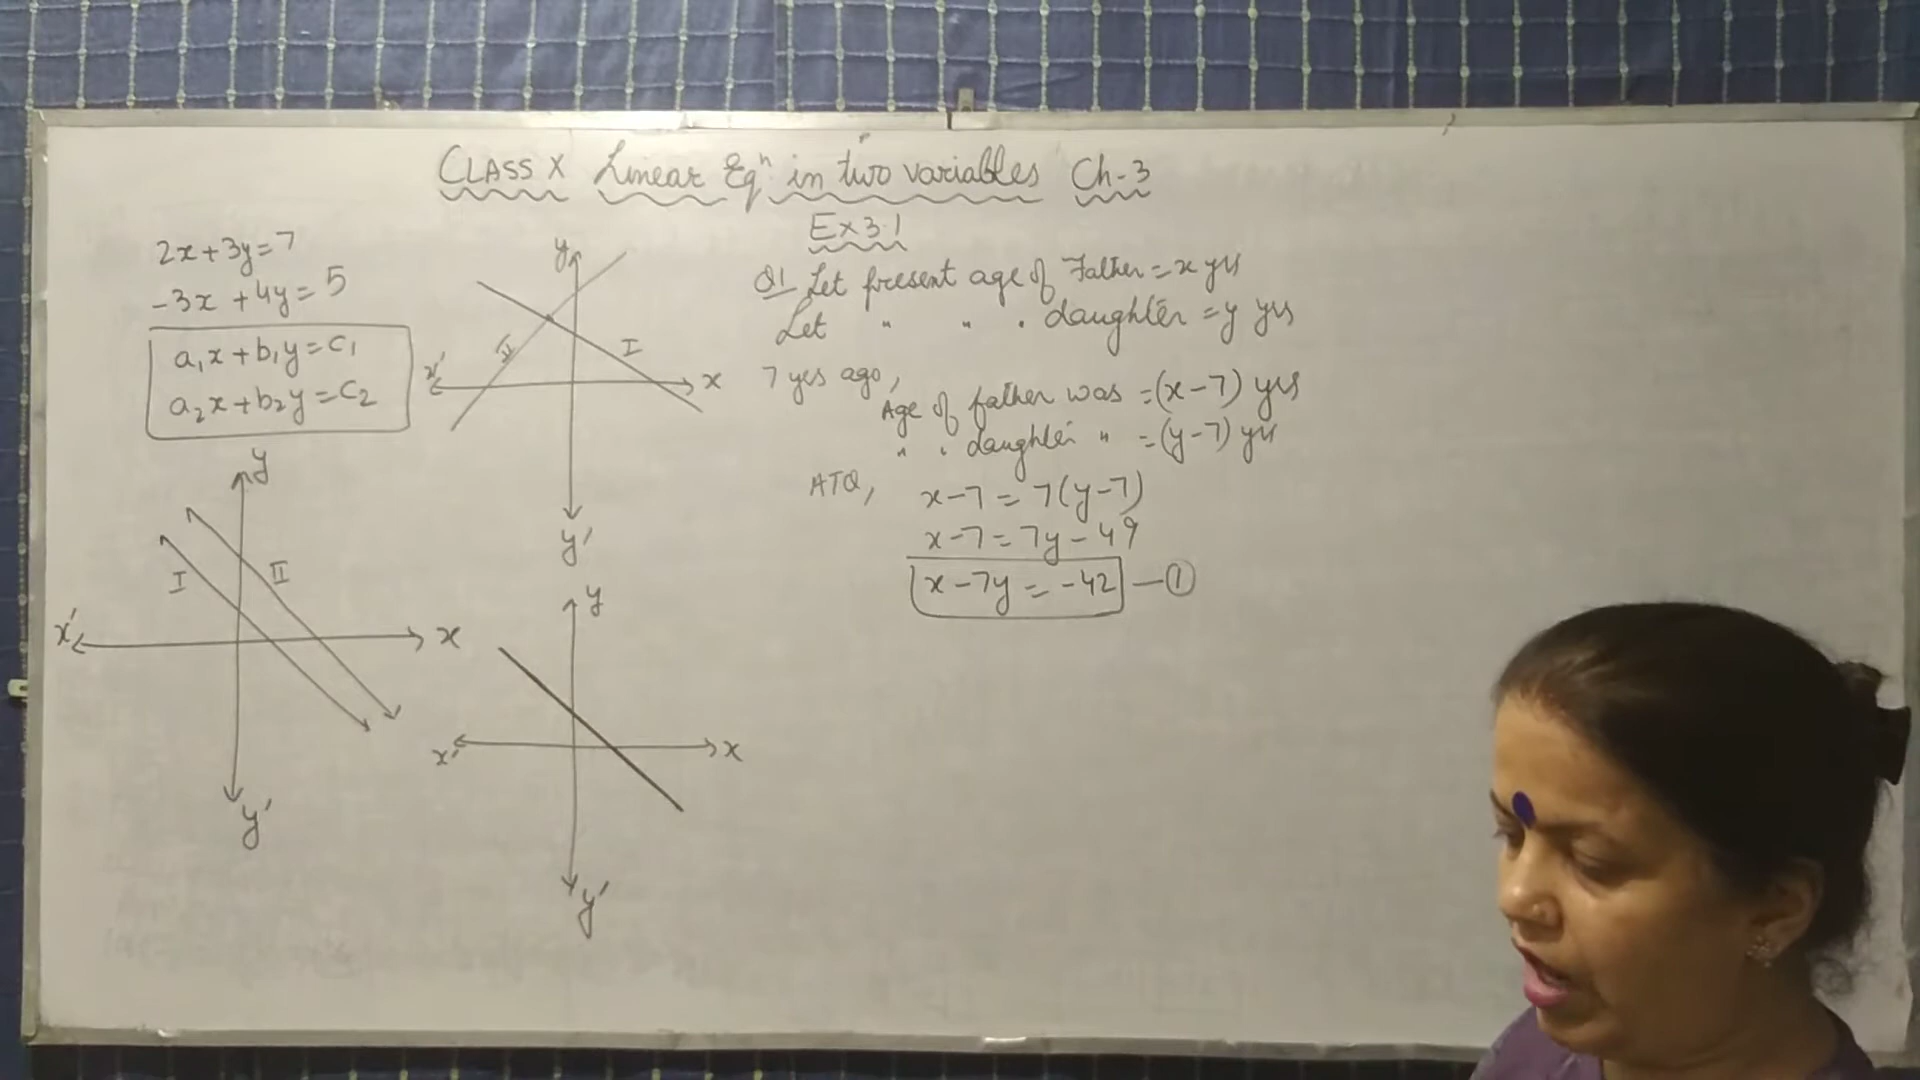 CLASS X Linear Eqⁿ in two variables Ch-3
Ex 3.1
2x+3y=7
-3x+4y=5
a₁x+b₁y=c₁
a₂x+b₂y=c₂
y
II
I
x'
x
y'
y
I
II
x'
x
y'
y
x'
x
y'
Q1 Let present age of Father = x yrs
Let " " " daughter = y yrs
7 yes ago,
Age of father was = (x-7) yrs
" " daughter " = (y-7) yrs
ATQ, x-7 = 7(y-7)
x-7 = 7y-49
x-7y = -42 — ①